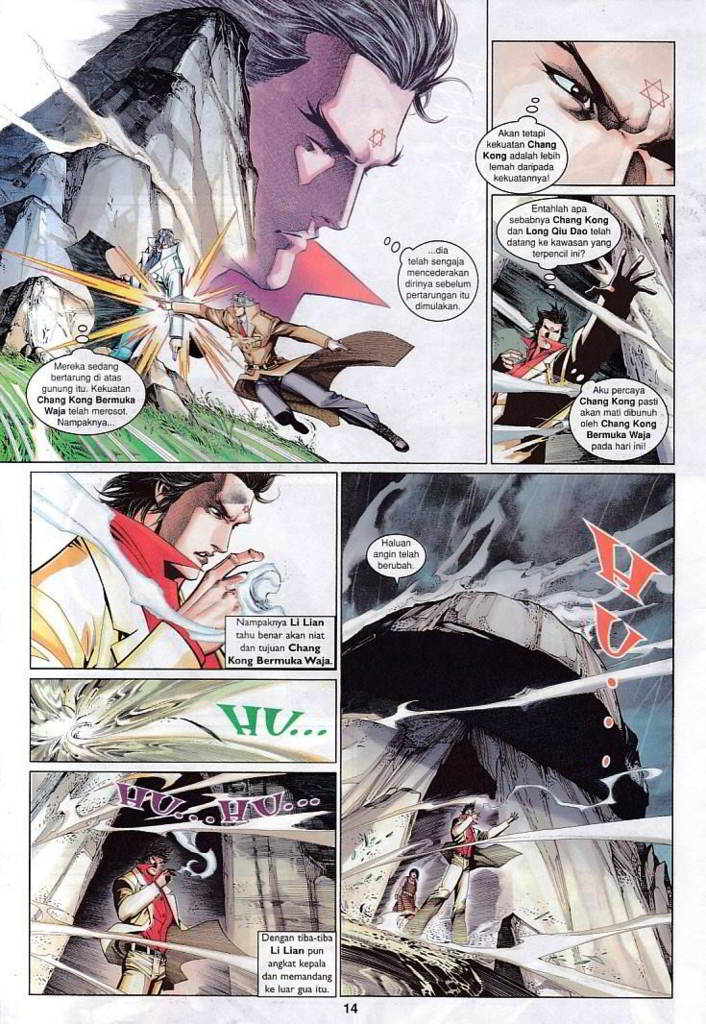 Mereka sedang
bertarung di atas
gunung itu. Kekuatan
Chang Kong Bermuka
Waja telah merosot.
Nampaknya...
...dia
telah sengaja
mencederakan
dirinya sebelum
pertarungan itu
dimulakan.
Akan tetapi
kekuatan Chang
Kong adalah lebih
lemah daripada
kekuatannya!
Entahlah apa
sebabnya Chang Kong
dan Long Qiu Dao telah
datang ke kawasan yang
terpencil ini?
Aku percaya
Chang Kong pasti
akan mati dibunuh
oleh Chang Kong
Bermuka Waja
pada hari ini!
Nampaknya Li Lian
tahu benar akan niat
dan tujuan Chang
Kong Bermuka Waja.
HU...
HU...HU...
Dengan tiba-tiba
Li Lian pun
angkat kepala
dan memandang
ke luar gua itu.
Haluan
angin telah
berubah.
HU...
14